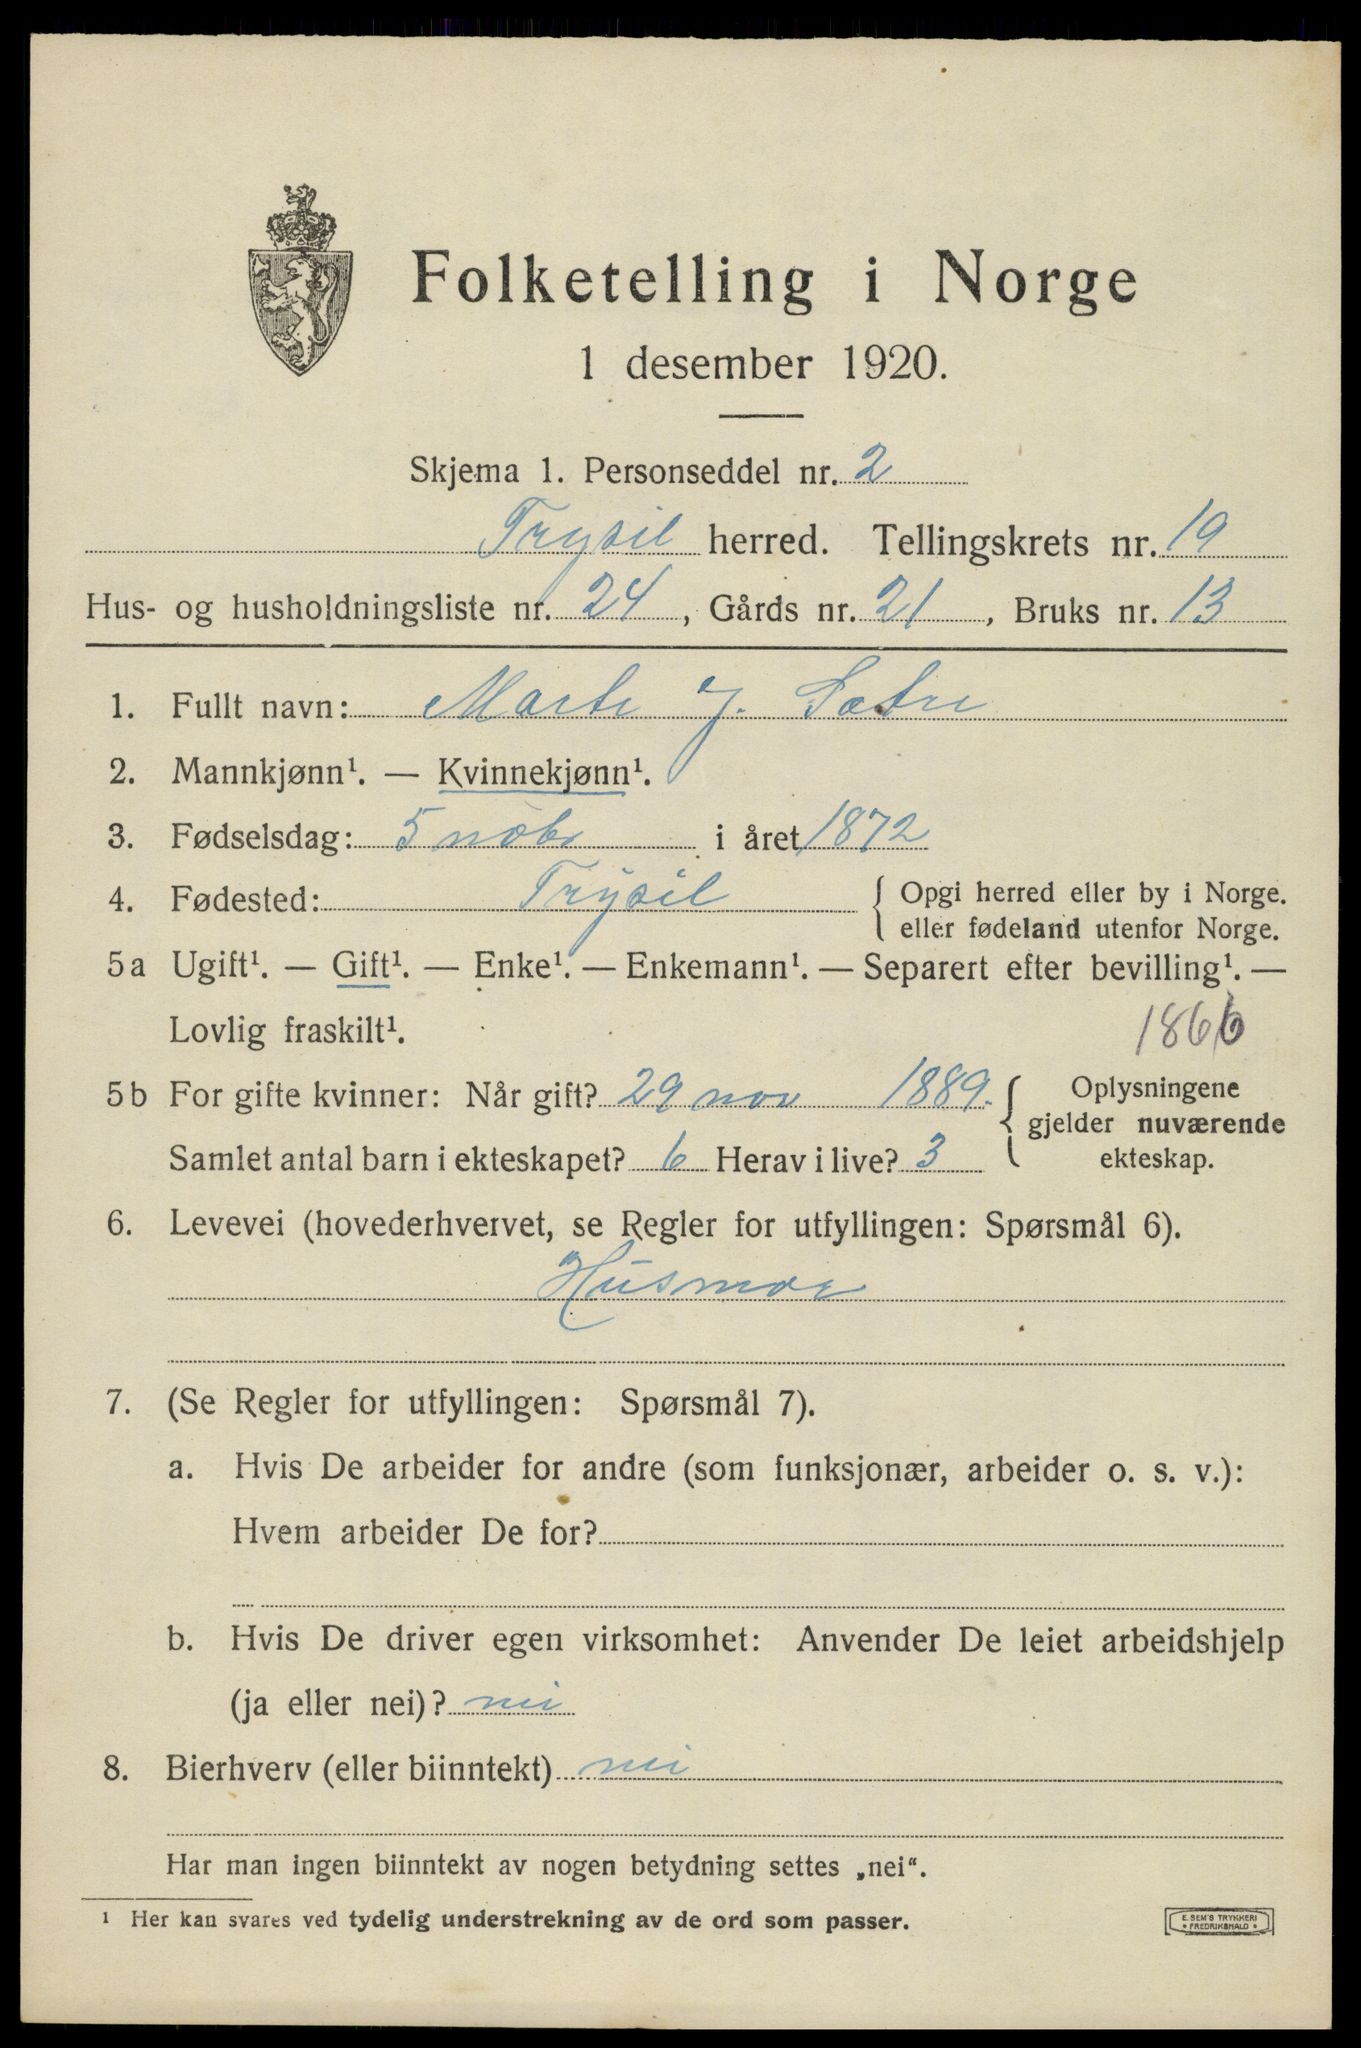 Folketelling i Norge
1 desember 1920.
Skjema 1. Personseddel nr. 2
Trysil herred. Tellingskrets nr. 19
Hus- og husholdningsliste nr. 24, Gårds nr. 21, Bruks nr. 13
1. Fullt navn: Marte J. Sætre
2. Mannkjønn¹. — Kvinnekjønn¹.
3. Fødselsdag: 5 i året 1872
4. Fødested: Trysil { Opgi herred eller by i Norge.
eller fødeland utenfor Norge.
5a Ugift¹. — Gift¹. — Enke¹. — Enkemann¹. — Separert efter bevilling¹. —
Lovlig fraskilt¹. 1866
5b For gifte kvinner: Når gift? 29 nov 1889. { Oplysningene
gjelder nuværende
Samlet antal barn i ekteskapet? 6 Herav i live? 3 ekteskap.
6. Levevei (hovederhvervet, se Regler for utfyllingen: Spørsmål 6).
Husmor
7. (Se Regler for utfyllingen: Spørsmål 7).
a. Hvis De arbeider for andre (som funksjonær, arbeider o. s. v.):
Hvem arbeider De for?
b. Hvis De driver egen virksomhet: Anvender De leiet arbeidshjelp
(ja eller nei)? nei
8. Bierhverv (eller biinntekt) nei
Har man ingen biinntekt av nogen betydning settes „nei“.
¹ Her kan svares ved tydelig understrekning av de ord som passer.
E. SEM'S TRYKKERI
• FREDRIKSHALD •